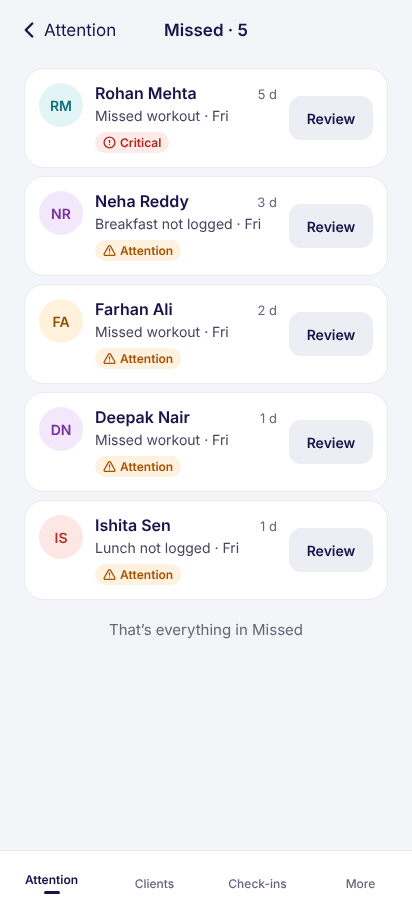 Attention
Missed · 5
RM
Rohan Mehta
5 d
Missed workout · Fri
Critical
Review
NR
Neha Reddy
3 d
Breakfast not logged · Fri
Attention
Review
FA
Farhan Ali
2 d
Missed workout · Fri
Attention
Review
DN
Deepak Nair
1 d
Missed workout · Fri
Attention
Review
IS
Ishita Sen
1 d
Lunch not logged · Fri
Attention
Review
That’s everything in Missed
Attention
Clients
Check-ins
More